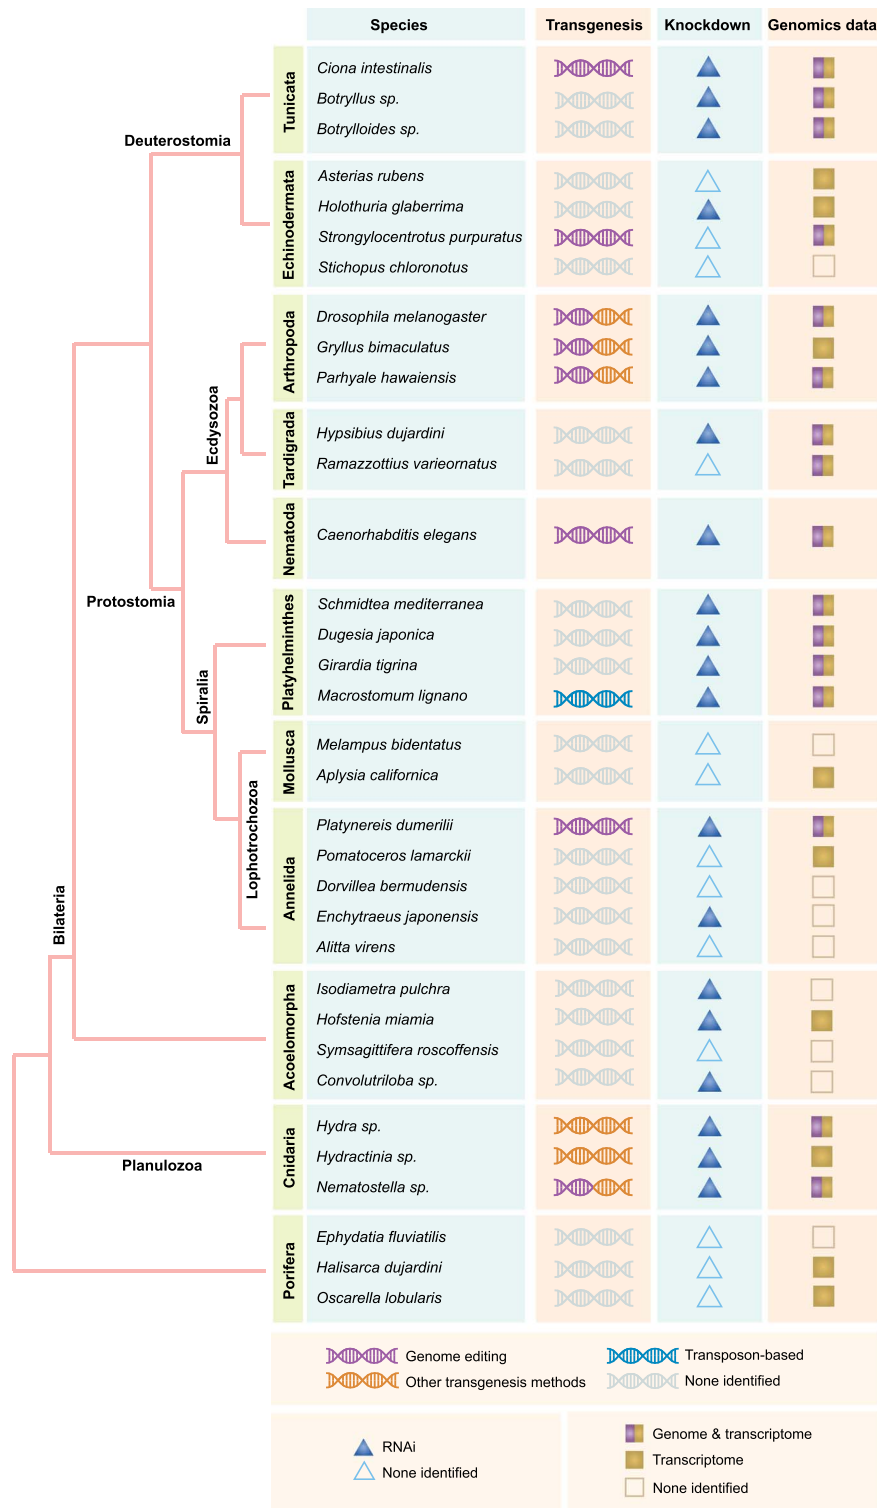 Species Transgenesis Knockdown Genomics data
Tunicata
Ciona intestinalis
Botryllus sp.
Botrylloides sp.
Deuterostomia
Echinodermata
Asterias rubens
Holothuria glaberrima
Strongylocentrotus purpuratus
Stichopus chloronotus
Arthropoda
Drosophila melanogaster
Gryllus bimaculatus
Parhyale hawaiensis
Ecdysozoa
Tardigrada
Hypsibius dujardini
Ramazzottius varieornatus
Nematoda
Caenorhabditis elegans
Protostomia
Platyhelminthes
Schmidtea mediterranea
Dugesia japonica
Girardia tigrina
Macrostomum lignano
Spiralia
Mollusca
Melampus bidentatus
Aplysia californica
Lophotrochozoa
Annelida
Platynereis dumerilii
Pomatoceros lamarckii
Dorvillea bermudensis
Enchytraeus japonensis
Alitta virens
Bilateria
Acoelomorpha
Isodiametra pulchra
Hofstenia miamia
Symsagittifera roscoffensis
Convolutriloba sp.
Cnidaria
Hydra sp.
Hydractinia sp.
Nematostella sp.
Planulozoa
Porifera
Ephydatia fluviatilis
Halisarca dujardini
Oscarella lobularis
Genome editing
Transposon-based
Other transgenesis methods
None identified
RNAi
None identified
Genome & transcriptome
Transcriptome
None identified